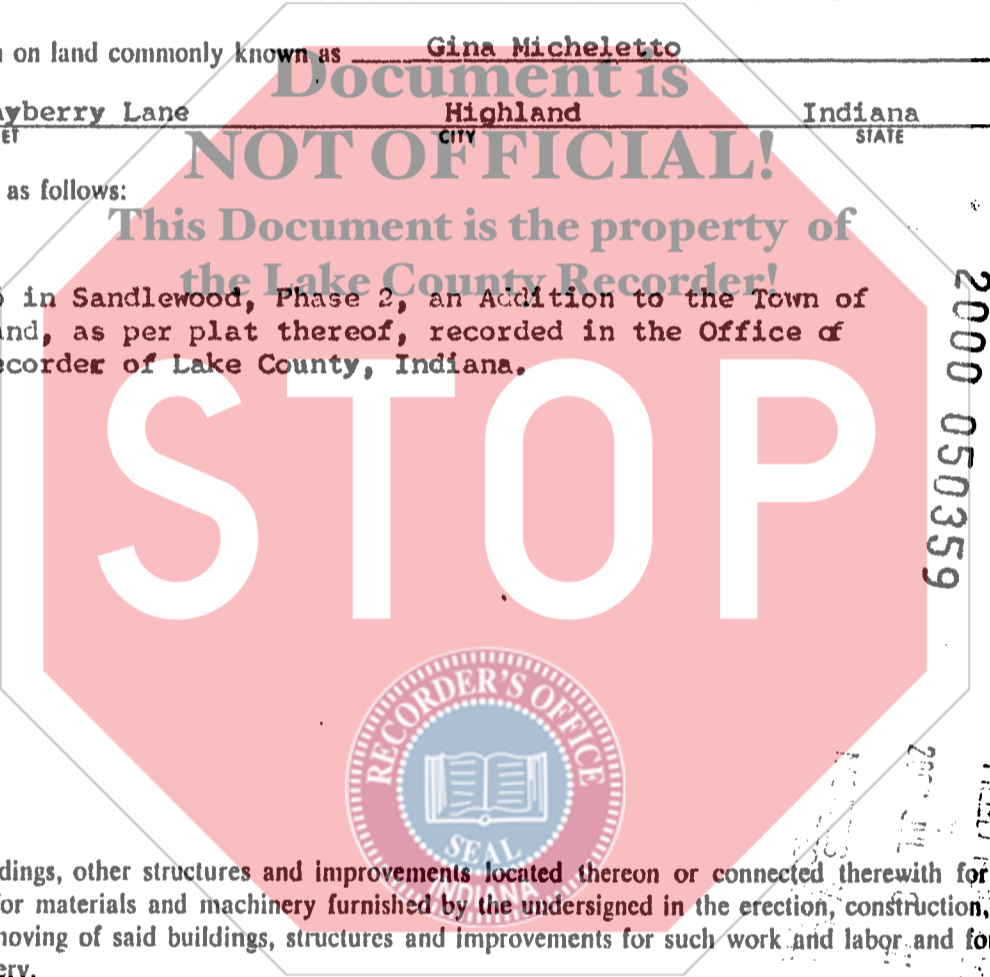 on land commonly known as Gina Micheletto
Document is
yberry Lane Highland Indiana
CITY STATE
NOT OFFICIAL!
as follows:
This Document is the property of
the Lake County Recorder!
in Sandlewood, Phase 2, an Addition to the Town of
and, as per plat thereof, recorded in the Office of
ecorder of Lake County, Indiana.
2000 050359
STOP
RECORDER'S OFFICE
SEAL
INDIANA
dings, other structures and improvements located thereon or connected therewith for
or materials and machinery furnished by the undersigned in the erection, construction,
noving of said buildings, structures and improvements for such work and labor and for
ery.